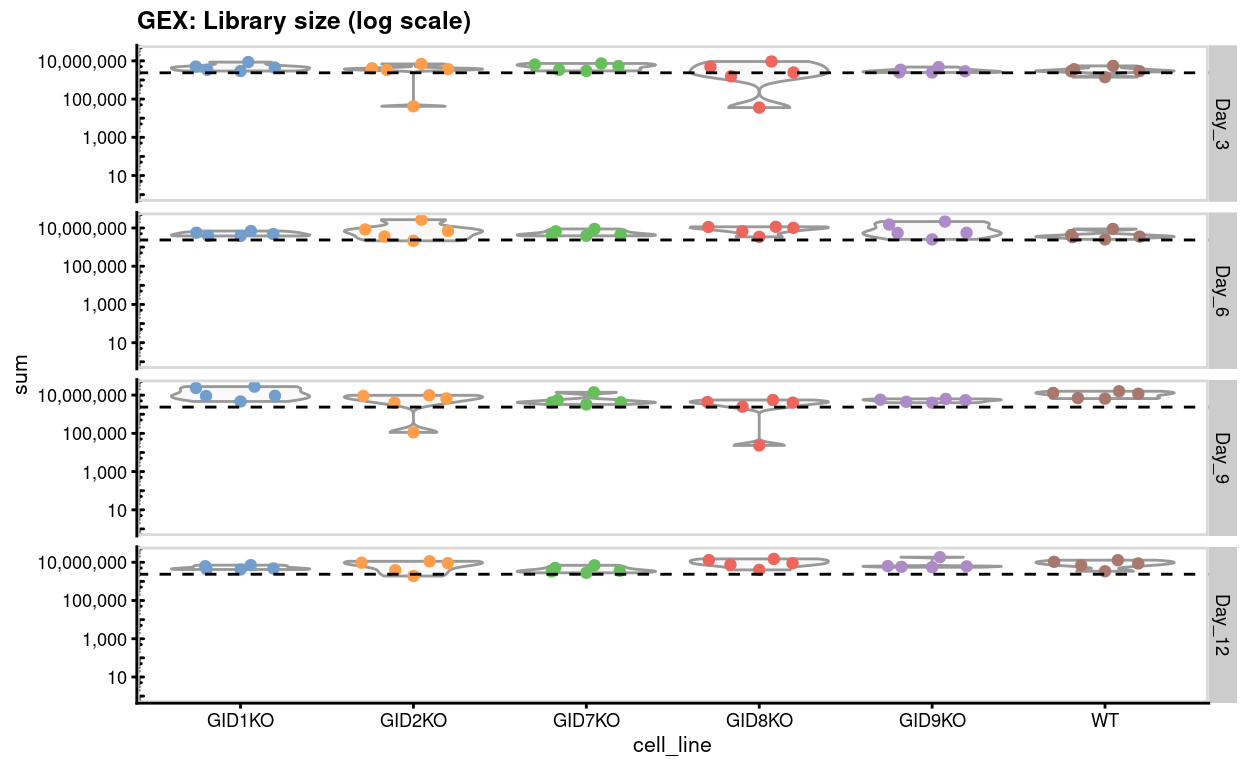 GEX: Library size (log scale)
10,000,000
100,000
1,000
10
Day_3
10,000,000
100,000
1,000
10
Day_6
sum
10,000,000
100,000
1,000
10
Day_9
10,000,000
100,000
1,000
10
Day_12
GID1KO GID2KO GID7KO GID8KO GID9KO WT
cell_line